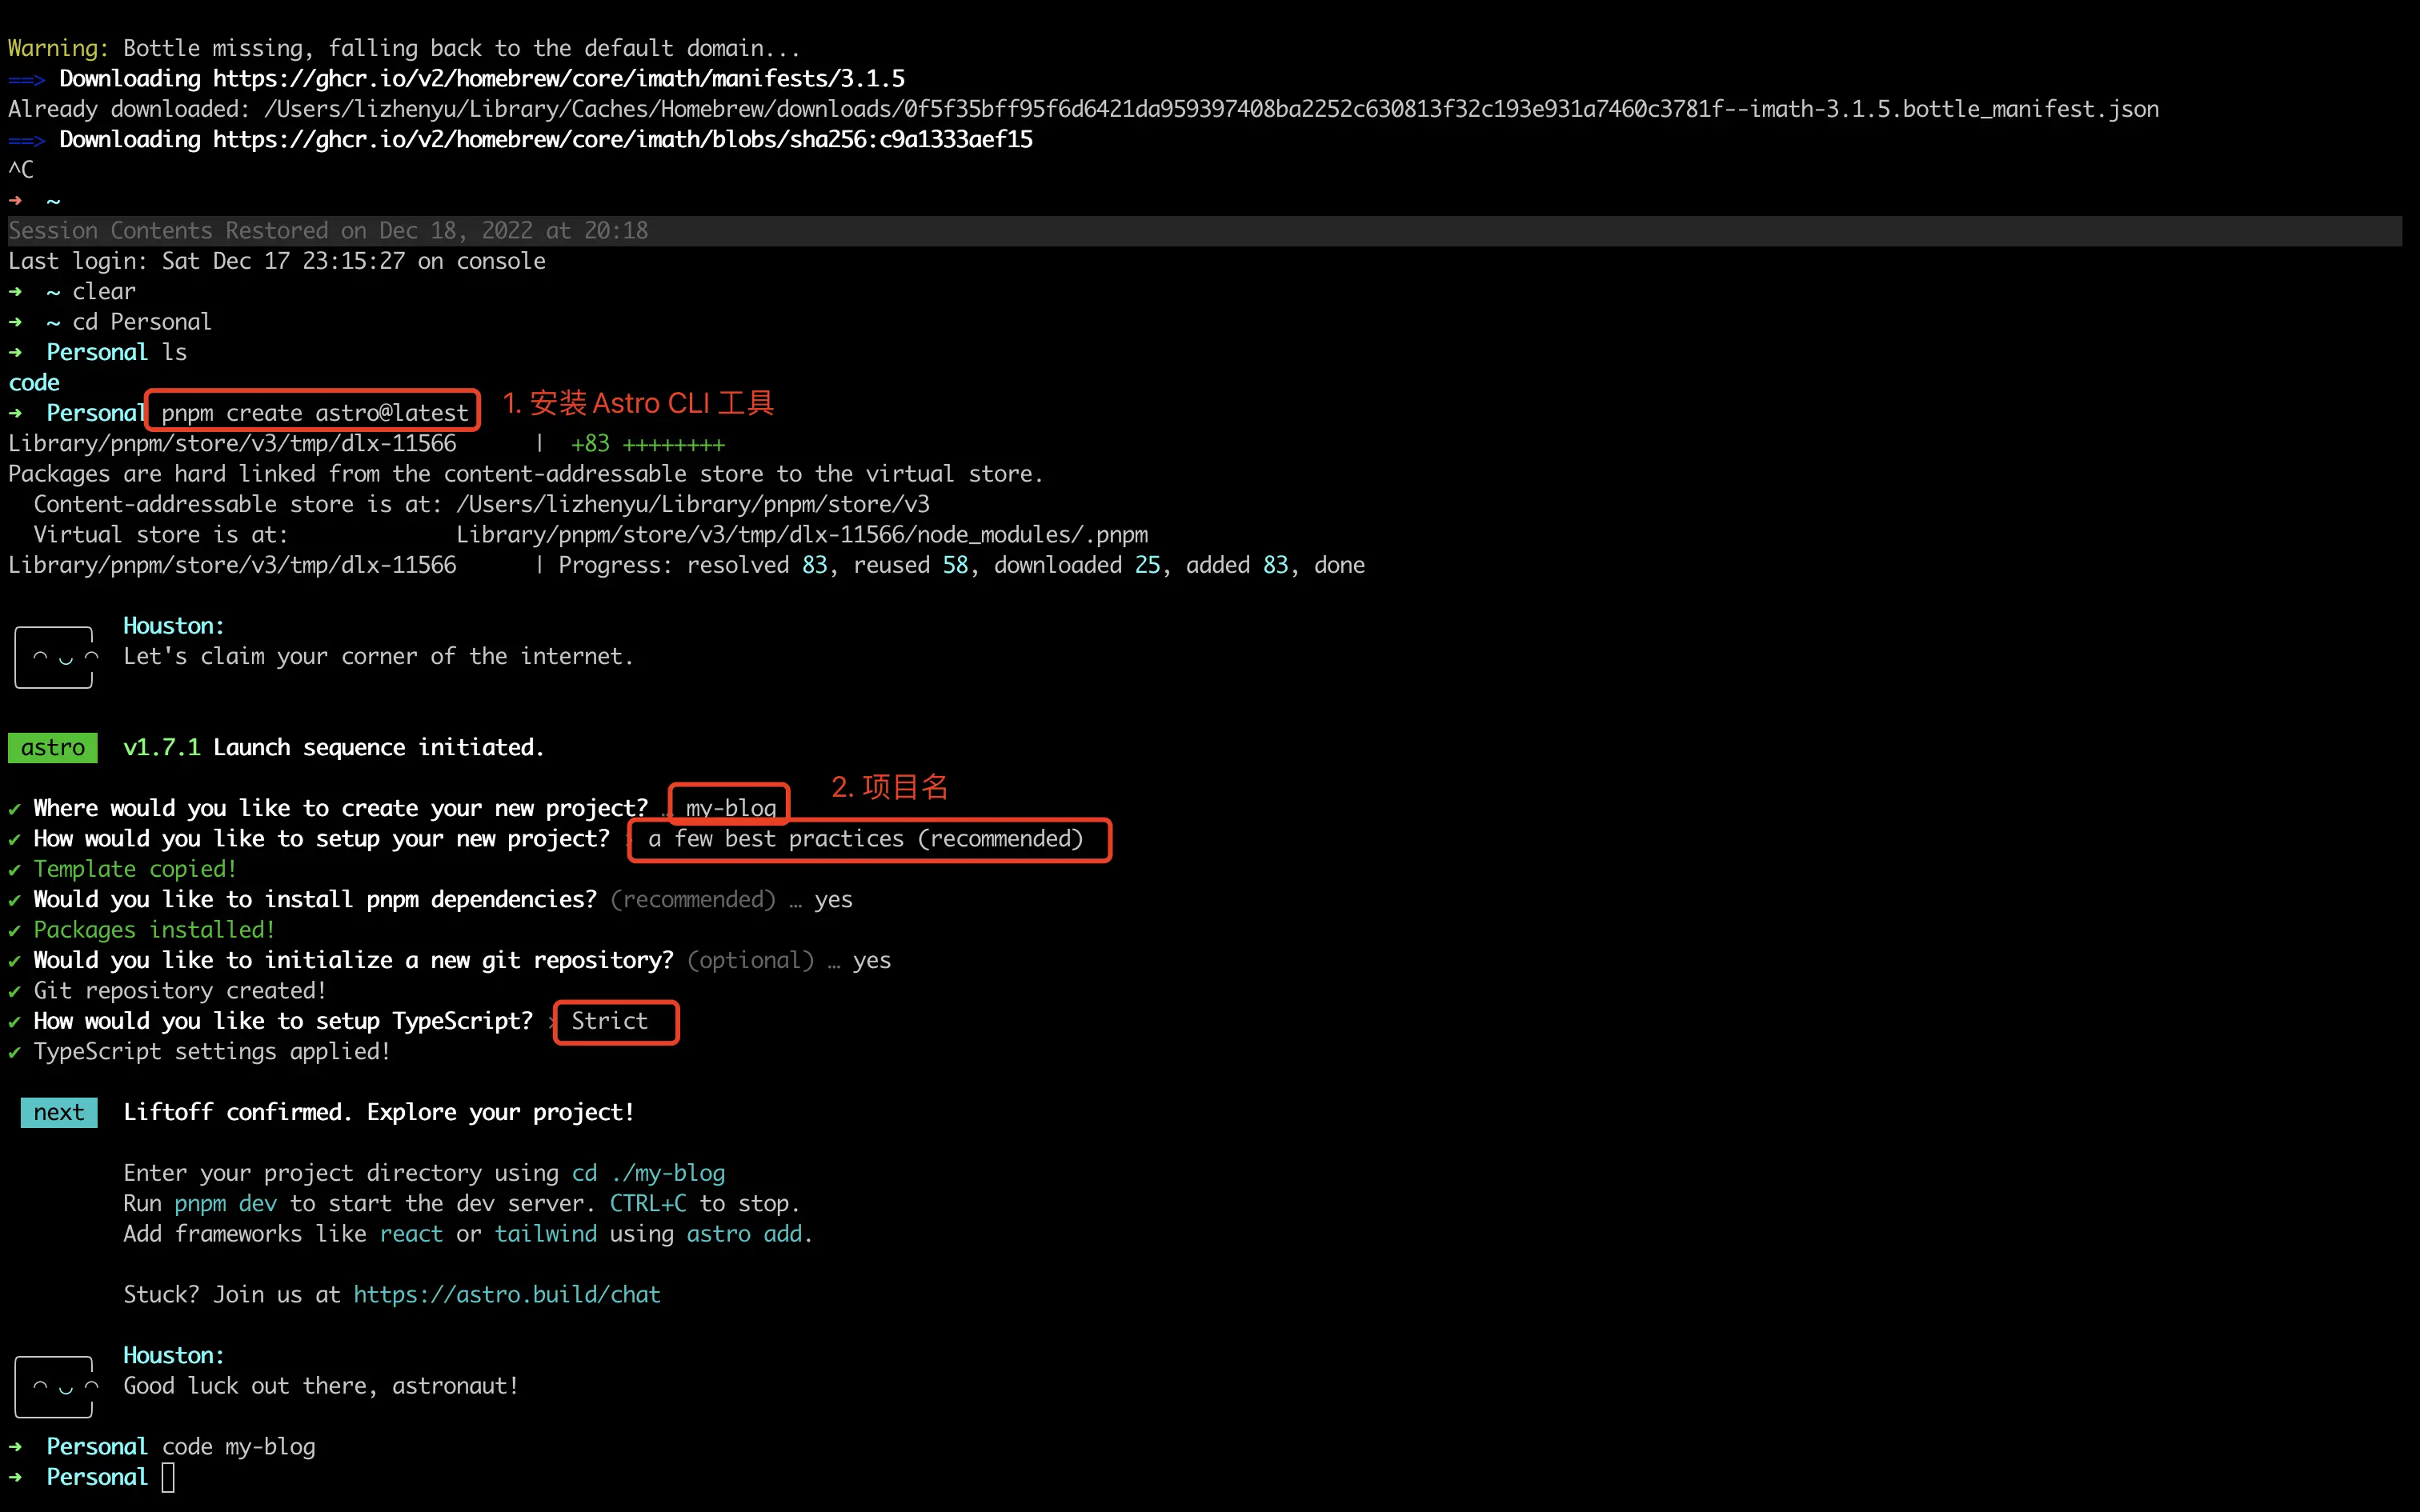 Warning: Bottle missing, falling back to the default domain...
==> Downloading https://ghcr.io/v2/homebrew/core/imath/manifests/3.1.5
Already downloaded: /Users/lizhenyu/Library/Caches/Homebrew/downloads/0f5f35bff95f6d6421da959397408ba2252c630813f32c193e931a7460c3781f--imath-3.1.5.bottle_manifest.json
==> Downloading https://ghcr.io/v2/homebrew/core/imath/blobs/sha256:c9a1333aef15
^C
➜  ~
Session Contents Restored on Dec 18, 2022 at 20:18
Last login: Sat Dec 17 23:15:27 on console
➜  ~ clear
➜  ~ cd Personal
➜  Personal ls
code
➜  Personal pnpm create astro@latest 1. 安装Astro CLI 工具
Library/pnpm/store/v3/tmp/dlx-11566      |  +83 ++++++++
Packages are hard linked from the content-addressable store to the virtual store.
  Content-addressable store is at: /Users/lizhenyu/Library/pnpm/store/v3
  Virtual store is at:             Library/pnpm/store/v3/tmp/dlx-11566/node_modules/.pnpm
Library/pnpm/store/v3/tmp/dlx-11566      | Progress: resolved 83, reused 58, downloaded 25, added 83, done
Houston:
Let's claim your corner of the internet.
astro  v1.7.1 Launch sequence initiated.
✔ Where would you like to create your new project? … my-blog 2. 项目名
✔ How would you like to setup your new project? › a few best practices (recommended)
✔ Template copied!
✔ Would you like to install pnpm dependencies? (recommended) … yes
✔ Packages installed!
✔ Would you like to initialize a new git repository? (optional) … yes
✔ Git repository created!
✔ How would you like to setup TypeScript? › Strict
✔ TypeScript settings applied!
next  Liftoff confirmed. Explore your project!
Enter your project directory using cd ./my-blog
Run pnpm dev to start the dev server. CTRL+C to stop.
Add frameworks like react or tailwind using astro add.
Stuck? Join us at https://astro.build/chat
Houston:
Good luck out there, astronaut!
➜  Personal code my-blog
➜  Personal